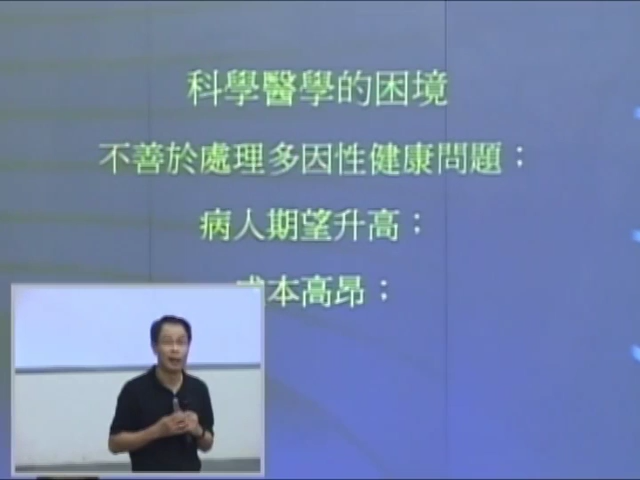 科學醫學的困境
不善於處理多因性健康問題；
病人期望升高；
成本高昂；